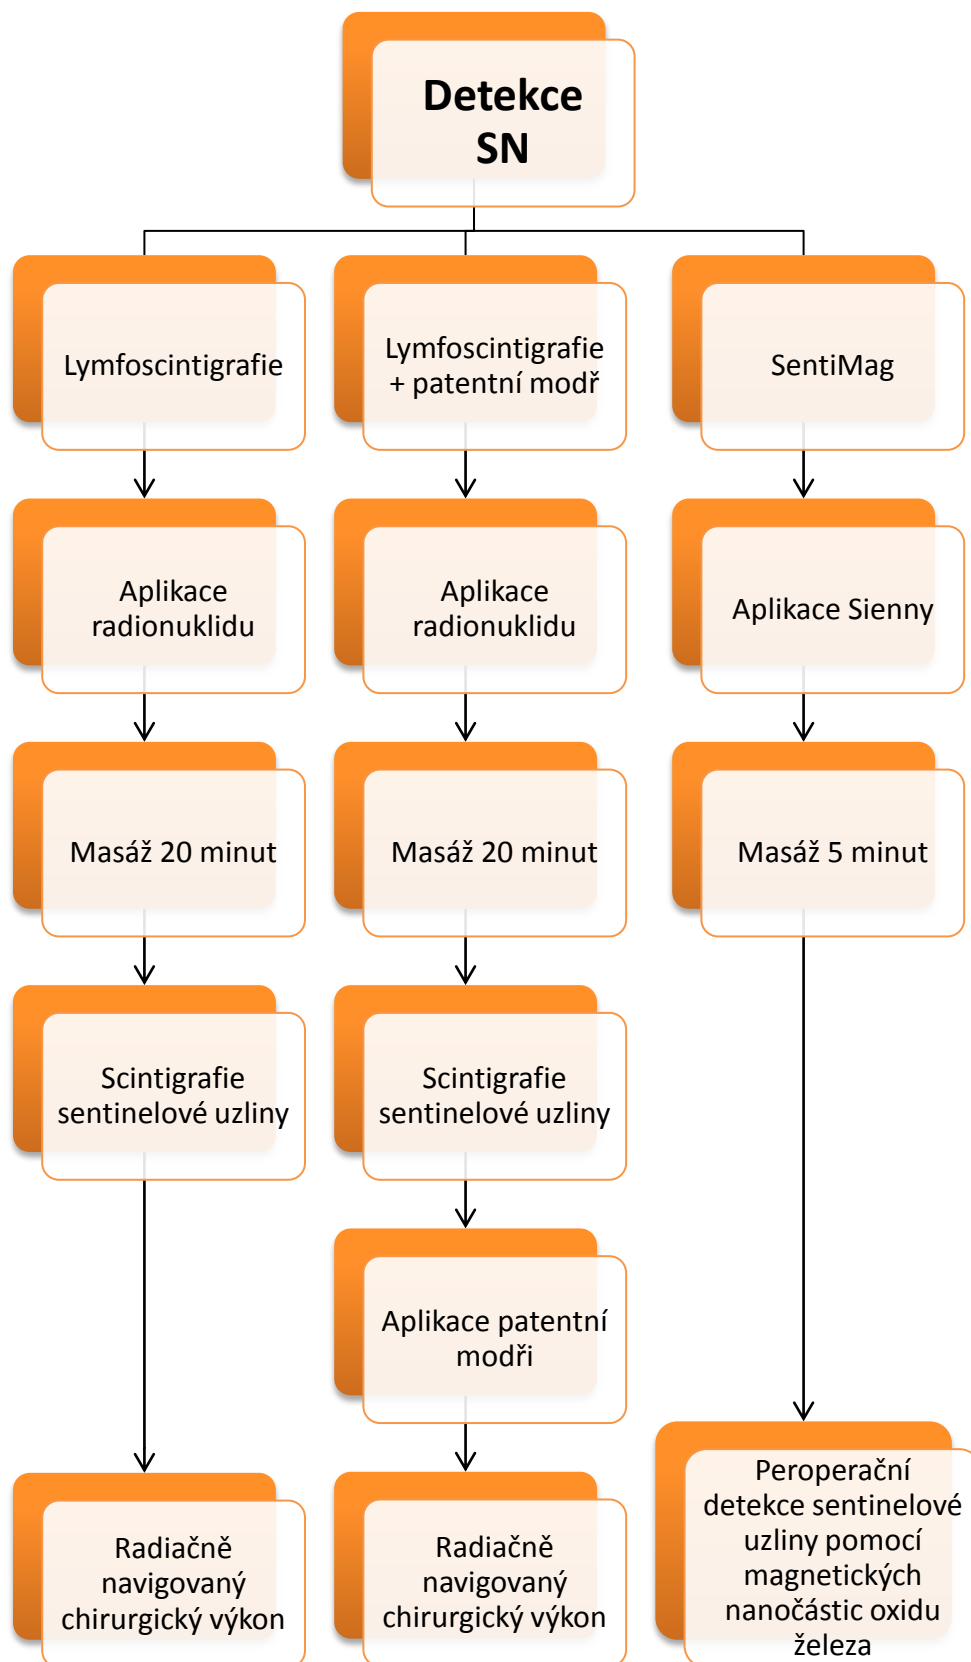 Detekce
SN
Lymfoscintigrafie
Lymfoscintigrafie
+ patentní modř
SentiMag
Aplikace
radionuklidu
Aplikace
radionuklidu
Aplikace Sienny
Masáž 20 minut
Masáž 20 minut
Masáž 5 minut
Scintigrafie
sentinelové uzliny
Scintigrafie
sentinelové uzliny
Aplikace patentní
modři
Radiačně
navigovaný
chirurgický výkon
Radiačně
navigovaný
chirurgický výkon
Peroperační
detekce sentinelové
uzliny pomocí
magnetických
nanočástic oxidu
železa